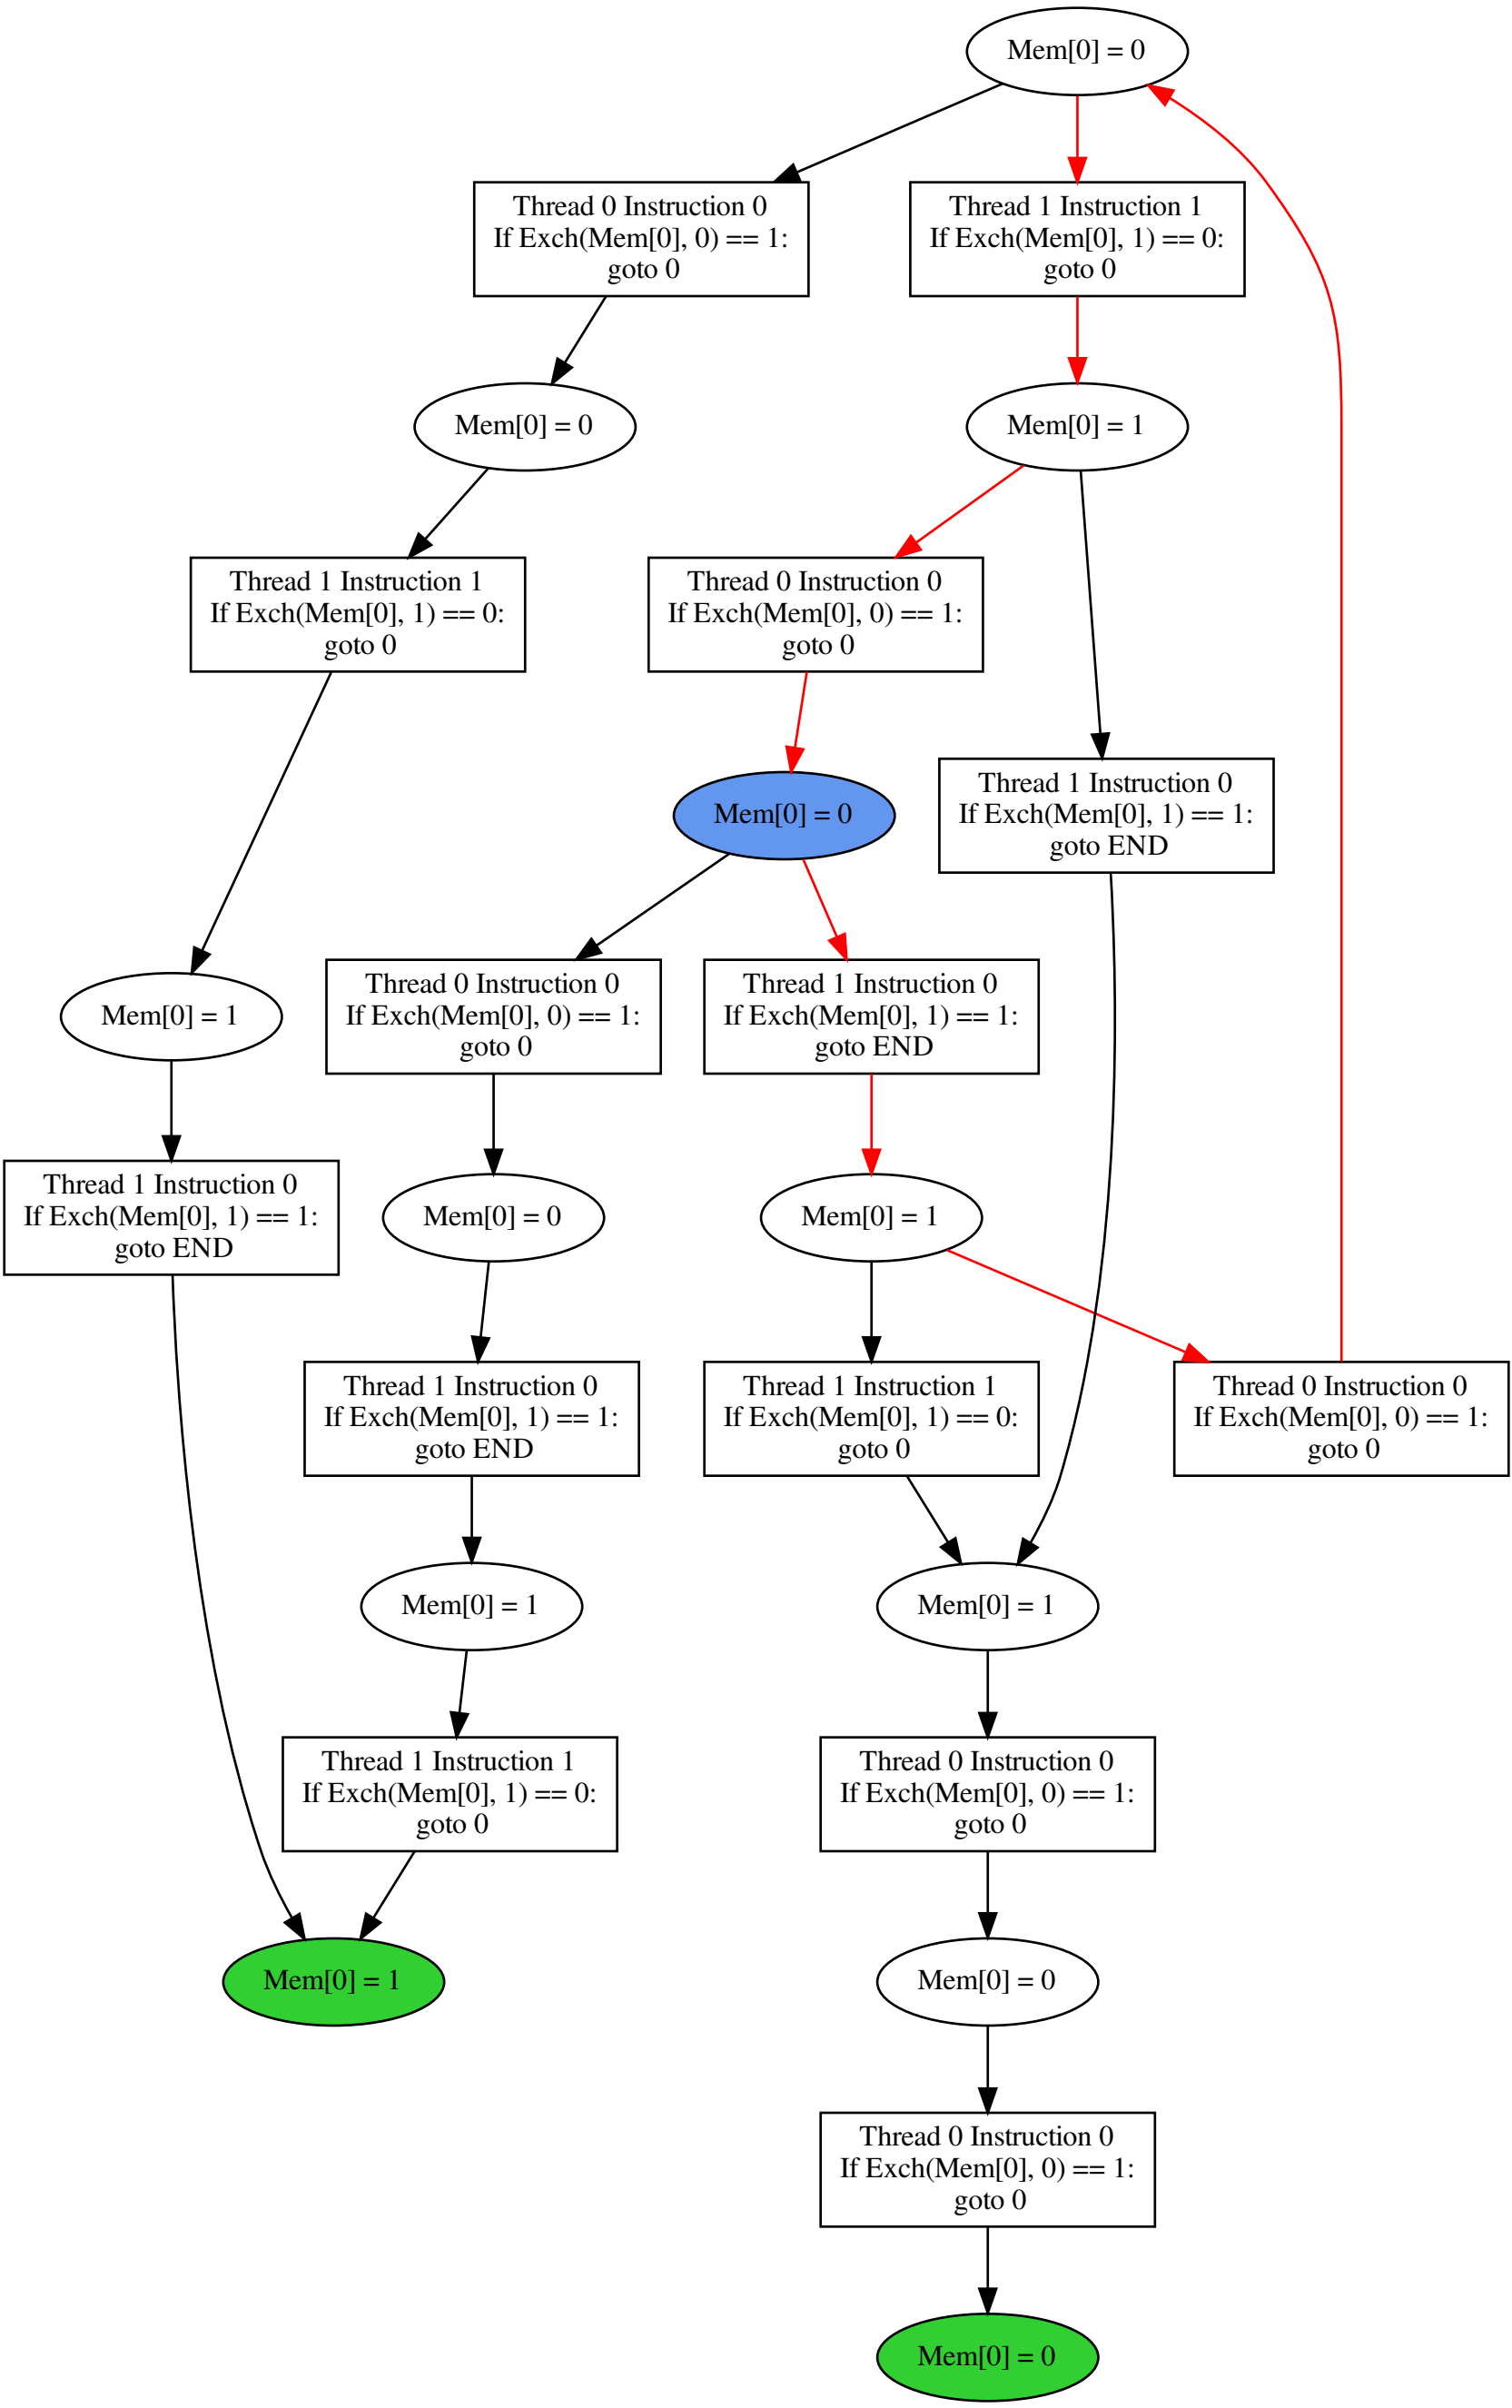 Mem[0] = 0
Thread 0 Instruction 0
If Exch(Mem[0], 0) == 1:
goto 0
Thread 1 Instruction 1
If Exch(Mem[0], 1) == 0:
goto 0
Mem[0] = 0
Mem[0] = 1
Thread 1 Instruction 1
If Exch(Mem[0], 1) == 0:
goto 0
Thread 0 Instruction 0
If Exch(Mem[0], 0) == 1:
goto 0
Mem[0] = 0
Thread 1 Instruction 0
If Exch(Mem[0], 1) == 1:
goto END
Mem[0] = 1
Thread 0 Instruction 0
If Exch(Mem[0], 0) == 1:
goto 0
Thread 1 Instruction 0
If Exch(Mem[0], 1) == 1:
goto END
Thread 1 Instruction 0
If Exch(Mem[0], 1) == 1:
goto END
Mem[0] = 0
Mem[0] = 1
Thread 1 Instruction 0
If Exch(Mem[0], 1) == 1:
goto END
Thread 1 Instruction 1
If Exch(Mem[0], 1) == 0:
goto 0
Thread 0 Instruction 0
If Exch(Mem[0], 0) == 1:
goto 0
Mem[0] = 1
Mem[0] = 1
Thread 1 Instruction 1
If Exch(Mem[0], 1) == 0:
goto 0
Thread 0 Instruction 0
If Exch(Mem[0], 0) == 1:
goto 0
Mem[0] = 1
Mem[0] = 0
Thread 0 Instruction 0
If Exch(Mem[0], 0) == 1:
goto 0
Mem[0] = 0